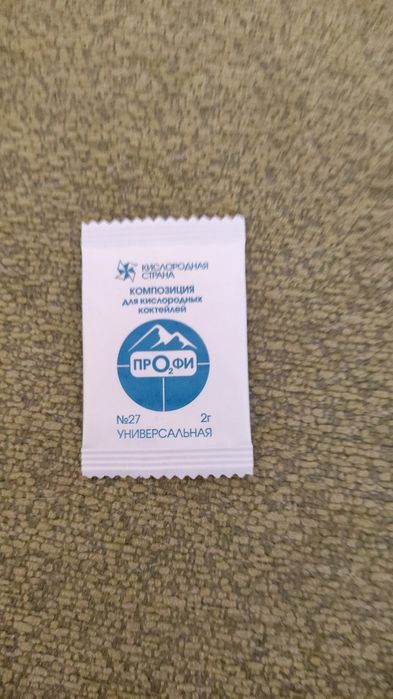 КИСЛОРОДНАЯ
СТРАНА
КОМПОЗИЦИЯ
для кислородных
коктейлей
ПРО₂ФИ
№27 2г
УНИВЕРСАЛЬНАЯ